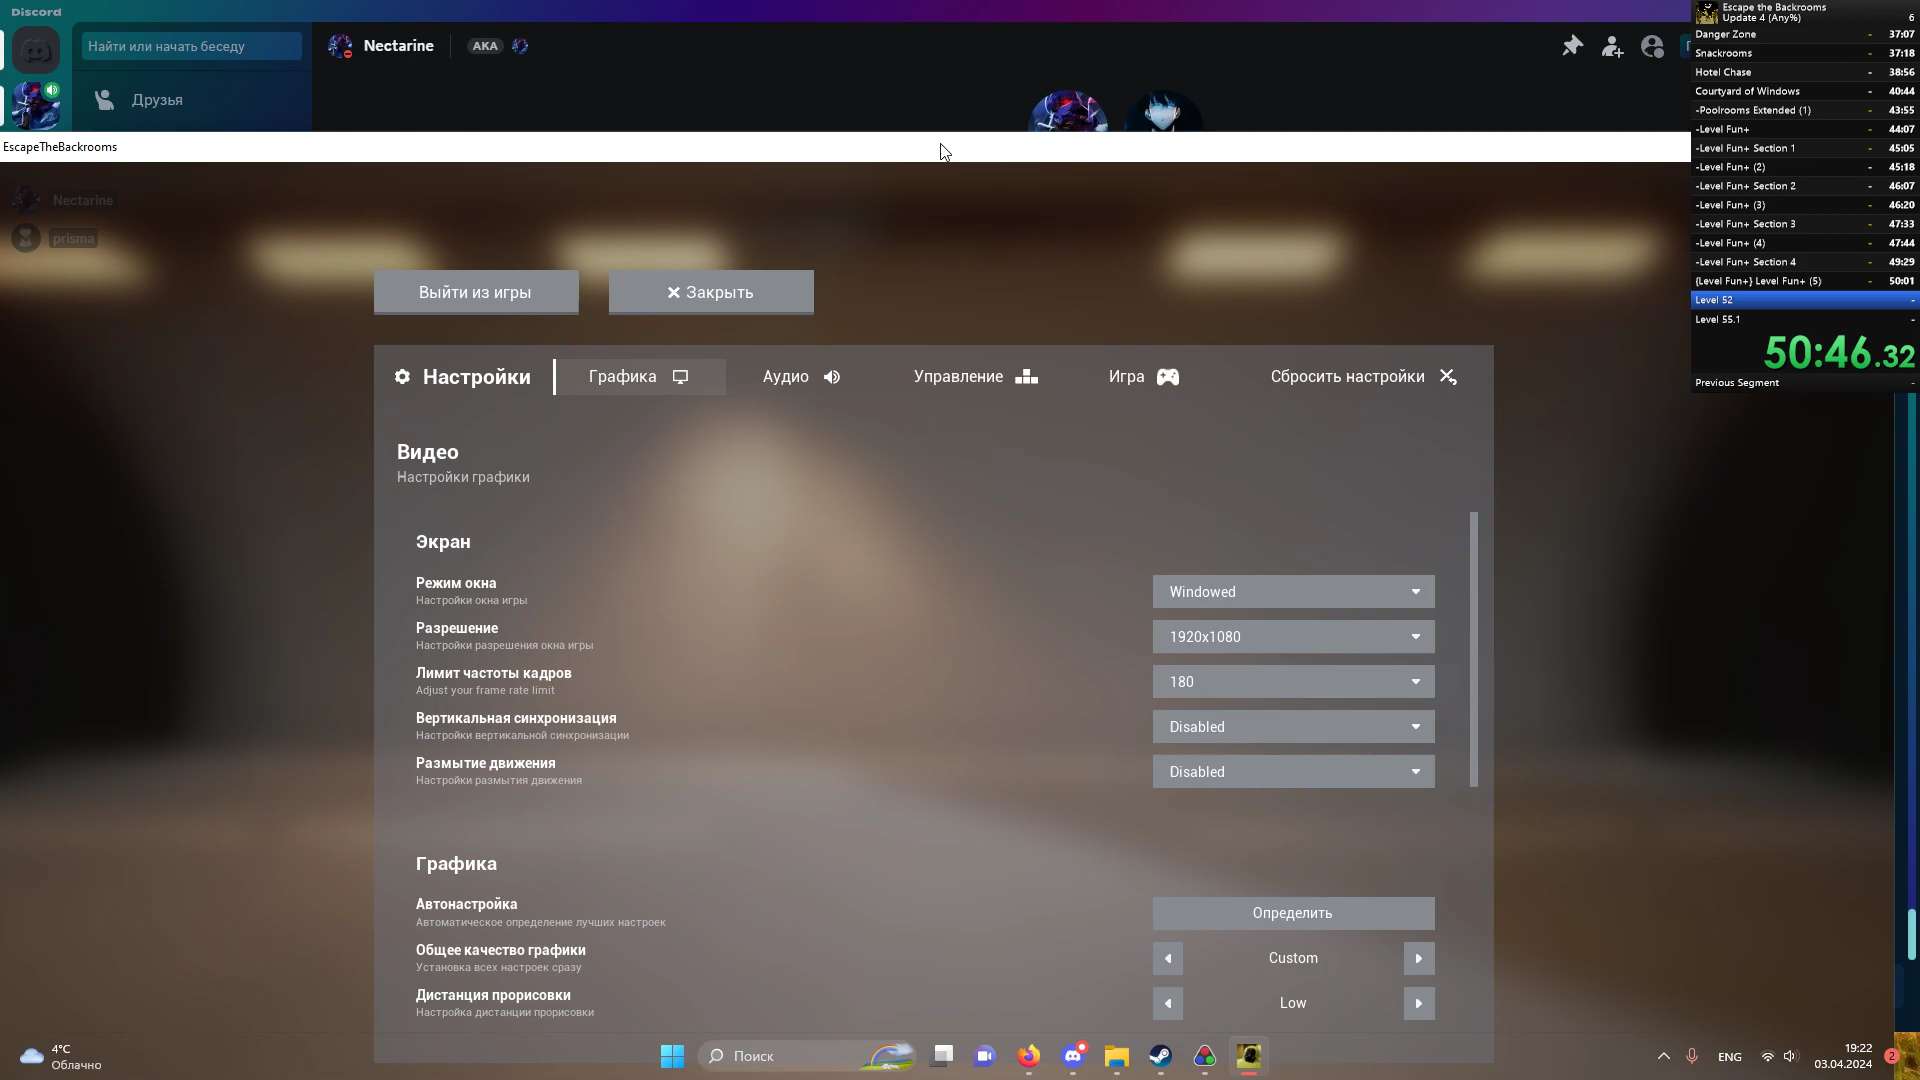 Discord
Найти или начать беседу
Nectarine
AKA
Друзья
EscapeTheBackrooms
Nectarine
prisma
Выйти из игры
Закрыть
Настройки
Графика
Аудио
Управление
Игра
Сбросить настройки
Видео
Настройки графики
Экран
Режим окна
Настройки окна игры
Windowed
Разрешение
Настройки разрешения окна игры
1920x1080
Лимит частоты кадров
Adjust your frame rate limit
180
Вертикальная синхронизация
Настройки вертикальной синхронизации
Disabled
Размытие движения
Настройки размытия движения
Disabled
Графика
Автонастройка
Автоматическое определение лучших настроек
Определить
Общее качество графики
Установка всех настроек сразу
Custom
Дистанция прорисовки
Настройка дистанции прорисовки
Low
Escape the Backrooms
Update 4 (Any%) 6
Danger Zone - 37:07
Snackrooms - 37:18
Hotel Chase - 38:56
Courtyard of Windows - 40:44
-Poolrooms Extended (1) - 43:55
-Level Fun+ - 44:07
-Level Fun+ Section 1 - 45:05
-Level Fun+ (2) - 45:18
-Level Fun+ Section 2 - 46:07
-Level Fun+ (3) - 46:20
-Level Fun+ Section 3 - 47:33
-Level Fun+ (4) - 47:44
-Level Fun+ Section 4 - 49:29
{Level Fun+} Level Fun+ (5) - 50:01
Level 52 -
Level 55.1 -
50:46.32
Previous Segment -
4°C
Облачно
Поиск
ENG
19:22
03.04.2024
2